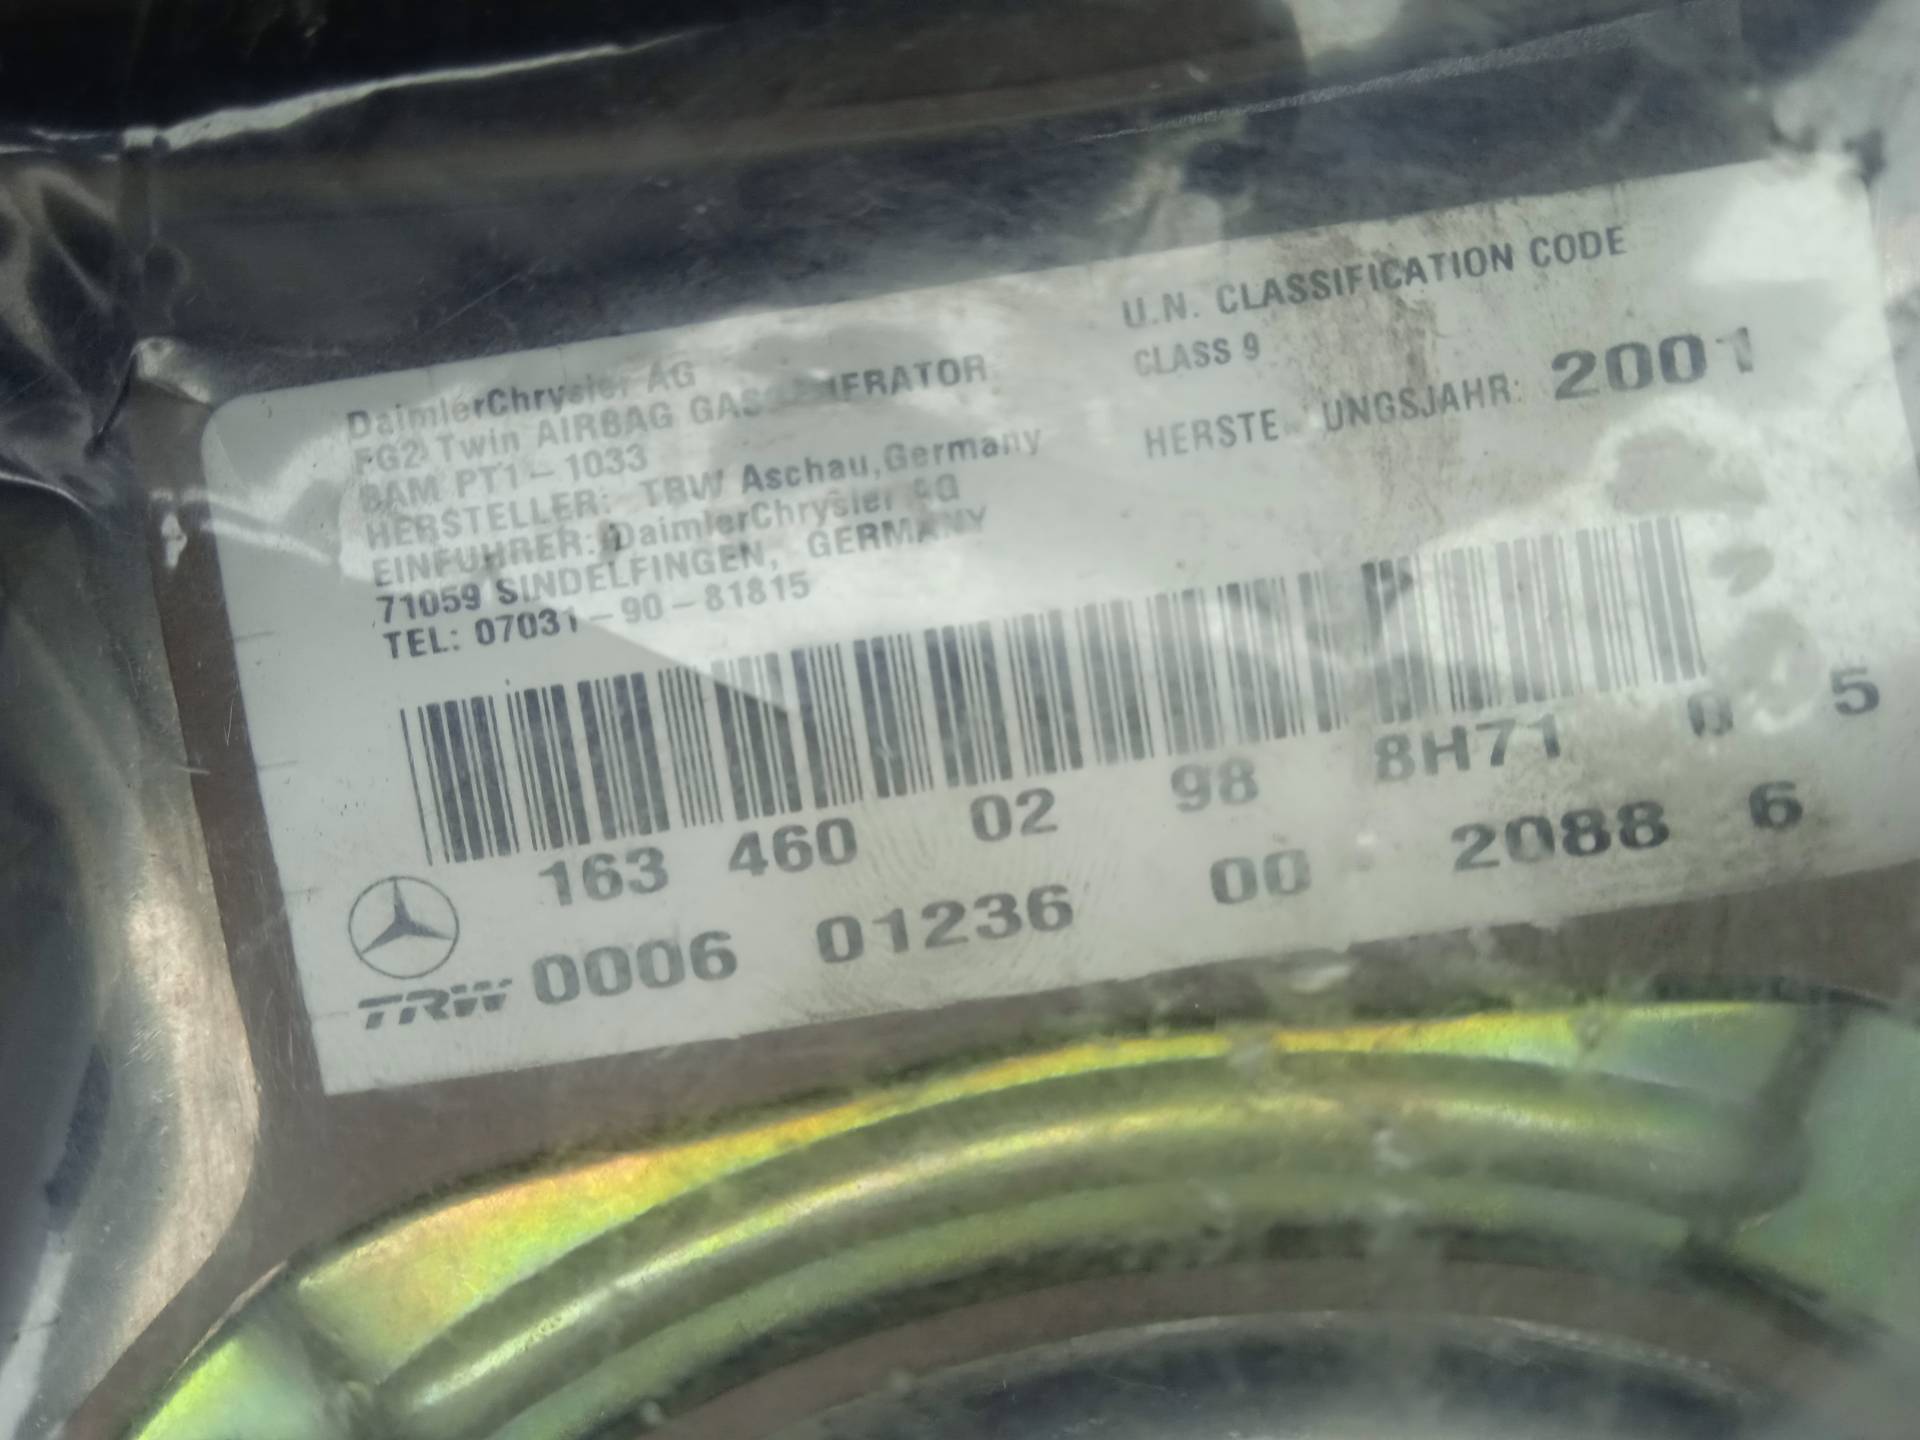 DaimlerChrysler AG
FG2 Twin AIRBAG
BAM PT1-1033
HERSTELLER: TRW Aschau, Germany
EINFUHRER: DaimlerChrysler AG
71059 SINDELFINGEN, GERMANY
TEL: 07031-90-81815
U.N. CLASSIFICATION CODE
CLASS 9
2001
163 460 02 98 8H71 5
TRW 0006 01236 00 2088 6